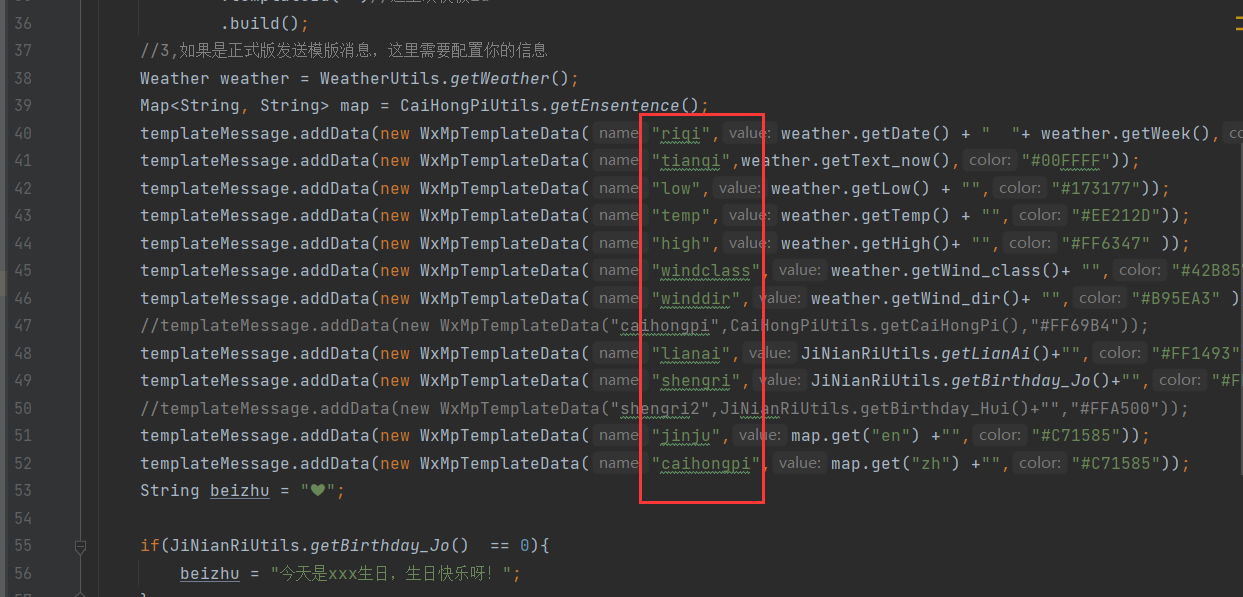 36 .build();
37 //3,如果是正式版发送模版消息，这里需要配置你的信息
38 Weather weather = WeatherUtils.getWeather();
39 Map<String, String> map = CaiHongPiUtils.getEnsentence();
40 templateMessage.addData(new WxMpTemplateData( name: "riqi", value: weather.getDate() + "  "+ weather.getWeek(), co
41 templateMessage.addData(new WxMpTemplateData( name: "tianqi",weather.getText_now(), color: "#00FFFF"));
42 templateMessage.addData(new WxMpTemplateData( name: "low", value: weather.getLow() + "", color: "#173177"));
43 templateMessage.addData(new WxMpTemplateData( name: "temp", value: weather.getTemp() + "", color: "#EE212D"));
44 templateMessage.addData(new WxMpTemplateData( name: "high", value: weather.getHigh()+ "", color: "#FF6347" ));
45 templateMessage.addData(new WxMpTemplateData( name: "windclass", value: weather.getWind_class()+ "", color: "#42B85
46 templateMessage.addData(new WxMpTemplateData( name: "winddir", value: weather.getWind_dir()+ "", color: "#B95EA3" )
47 //templateMessage.addData(new WxMpTemplateData("caihongpi",CaiHongPiUtils.getCaiHongPi(),"#FF69B4"));
48 templateMessage.addData(new WxMpTemplateData( name: "lianai", value: JiNianRiUtils.getLianAi()+"", color: "#FF1493"
49 templateMessage.addData(new WxMpTemplateData( name: "shengri", value: JiNianRiUtils.getBirthday_Jo()+"", color: "#F
50 //templateMessage.addData(new WxMpTemplateData("shengri2",JiNianRiUtils.getBirthday_Hui()+"","#FFA500"));
51 templateMessage.addData(new WxMpTemplateData( name: "jinju", value: map.get("en") +"", color: "#C71585"));
52 templateMessage.addData(new WxMpTemplateData( name: "caihongpi", value: map.get("zh") +"", color: "#C71585"));
53 String beizhu = "❤";
54
55 if(JiNianRiUtils.getBirthday_Jo()  == 0){
56 beizhu = "今天是xxx生日，生日快乐呀！";